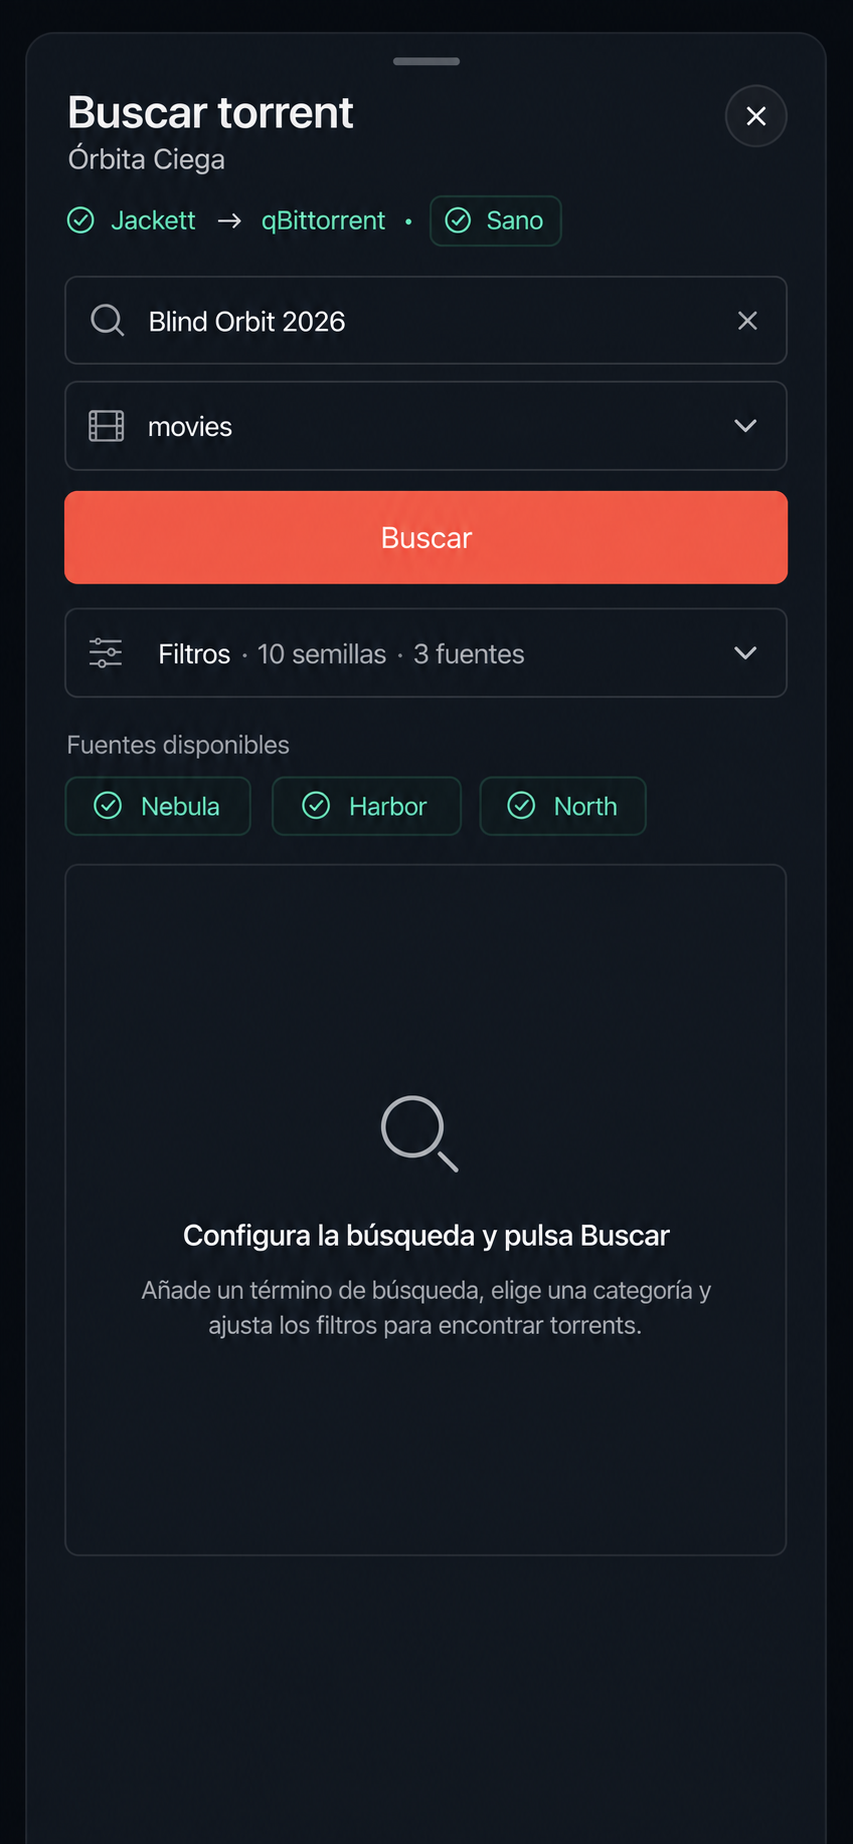 Buscar torrent
Órbita Ciega
Jackett → qBittorrent • Sano
Blind Orbit 2026
movies
Buscar
Filtros · 10 semillas · 3 fuentes
Fuentes disponibles
Nebula Harbor North
Configura la búsqueda y pulsa Buscar
Añade un término de búsqueda, elige una categoría y
ajusta los filtros para encontrar torrents.